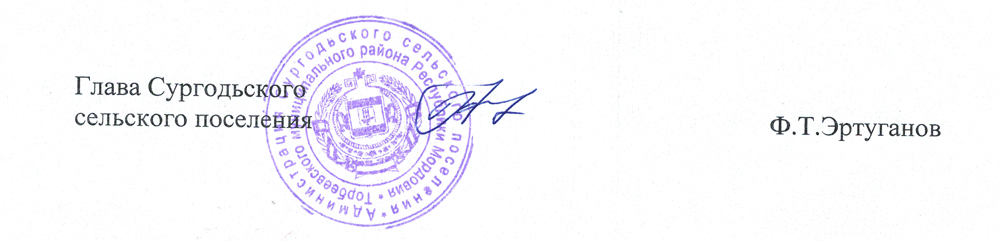 Глава Сургодьского
сельского поселения
Ф.Т.Эртуганов
Администрация Сургодьского сельского поселения *
Торбеевского муниципального района Республики Мордовия *